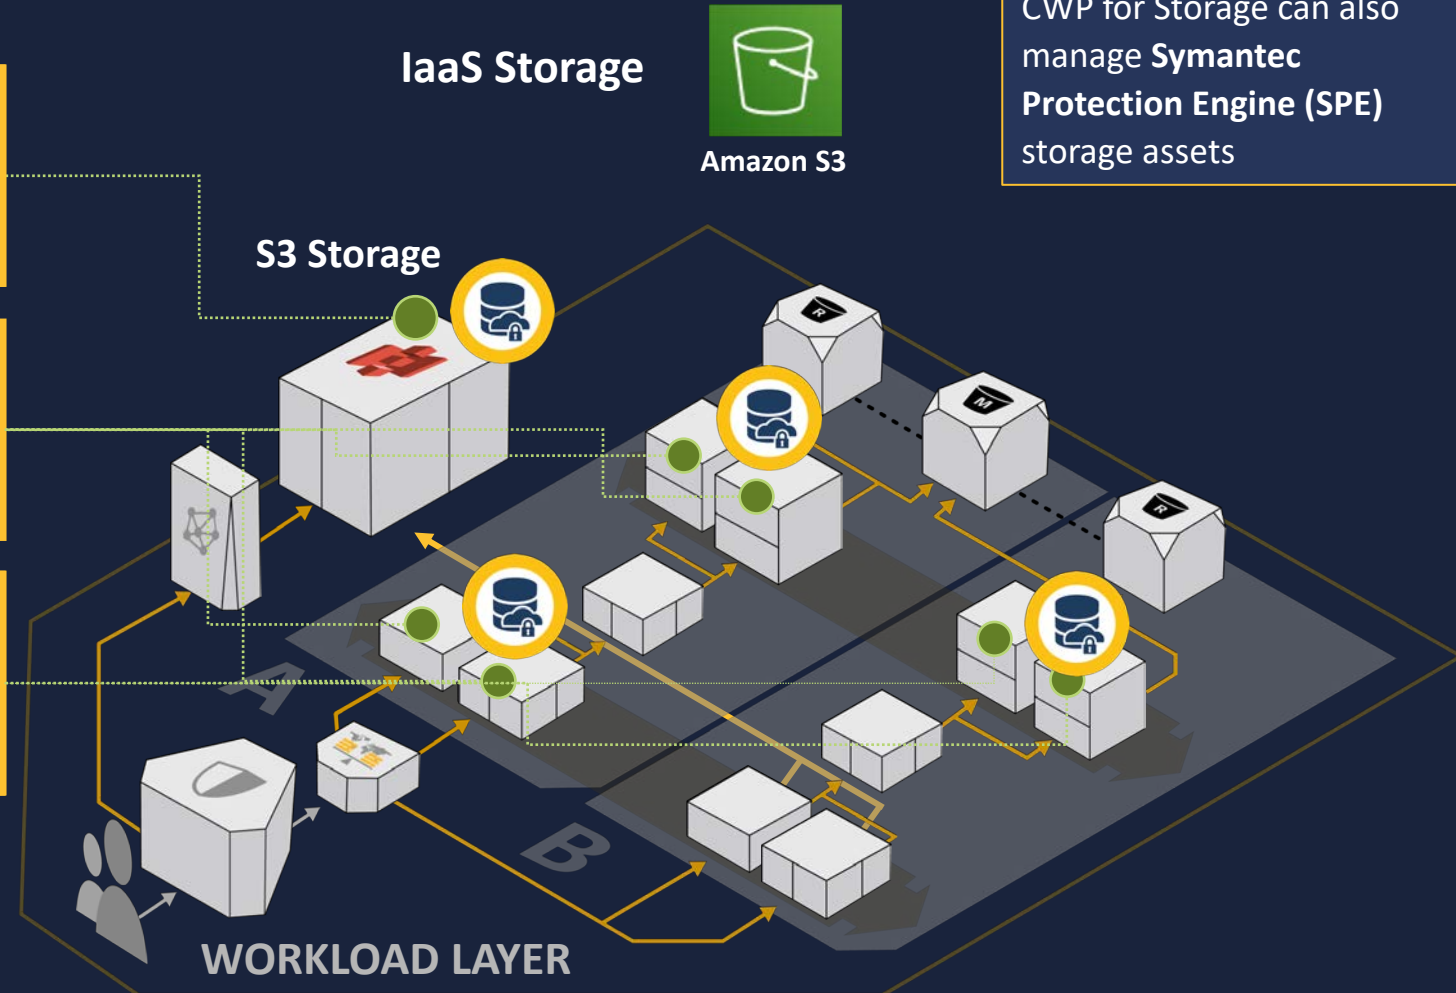 CWP for Storage can also
manage Symantec
Protection Engine (SPE)
storage assets
IaaS Storage
Amazon S3
S3 Storage
R
M
R
A
B
WORKLOAD LAYER